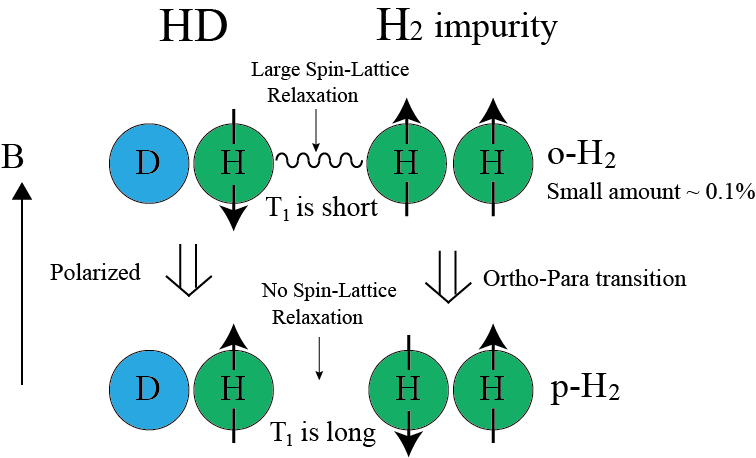 HD
H2 impurity
Large Spin-Lattice
Relaxation
B
D
H
H
H
o-H2
Small amount ~ 0.1%
T1 is short
Polarized
No Spin-Lattice
Relaxation
Ortho-Para transition
D
H
H
H
p-H2
T1 is long